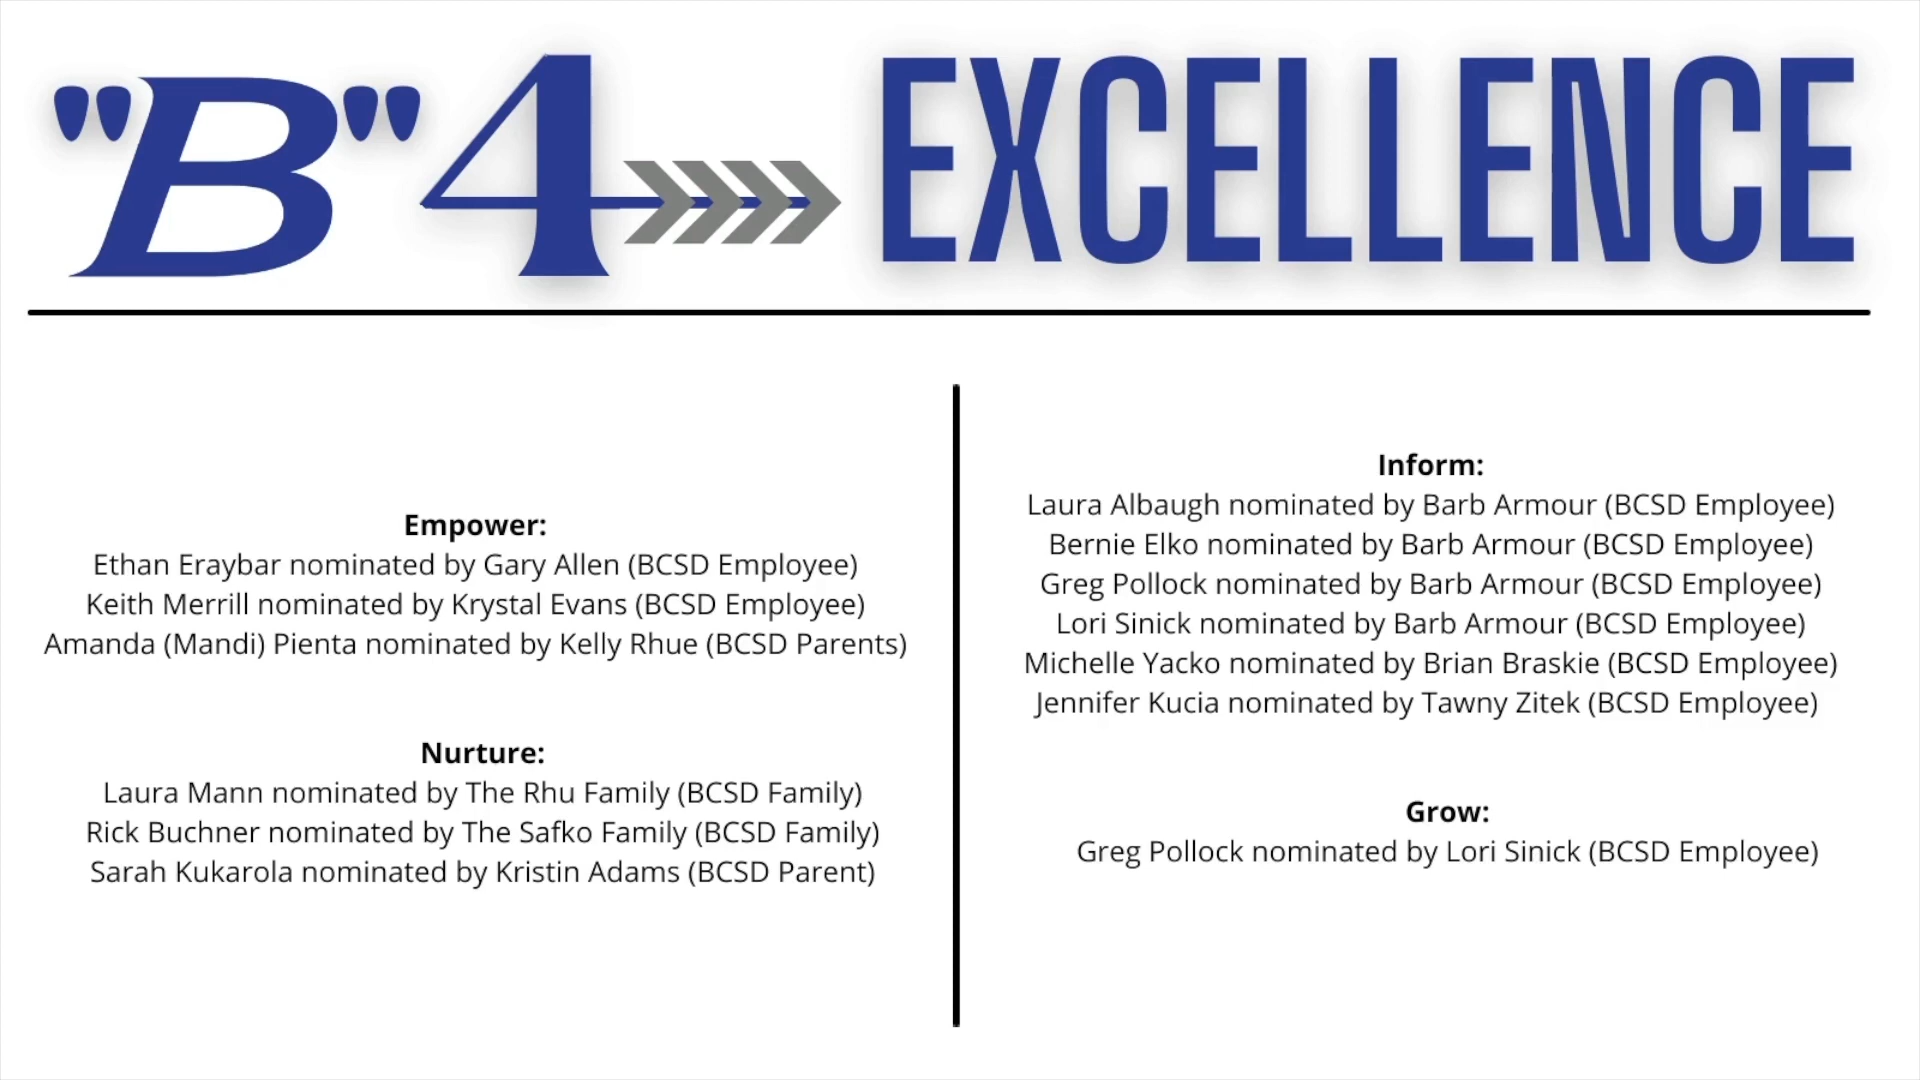 "B" 4 EXCELLENCE
Empower:
Ethan Eraybar nominated by Gary Allen (BCSD Employee)
Keith Merrill nominated by Krystal Evans (BCSD Employee)
Amanda (Mandi) Pienta nominated by Kelly Rhue (BCSD Parents)
Nurture:
Laura Mann nominated by The Rhu Family (BCSD Family)
Rick Buchner nominated by The Safko Family (BCSD Family)
Sarah Kukarola nominated by Kristin Adams (BCSD Parent)
Inform:
Laura Albaugh nominated by Barb Armour (BCSD Employee)
Bernie Elko nominated by Barb Armour (BCSD Employee)
Greg Pollock nominated by Barb Armour (BCSD Employee)
Lori Sinick nominated by Barb Armour (BCSD Employee)
Michelle Yacko nominated by Brian Braskie (BCSD Employee)
Jennifer Kucia nominated by Tawny Zitek (BCSD Employee)
Grow:
Greg Pollock nominated by Lori Sinick (BCSD Employee)